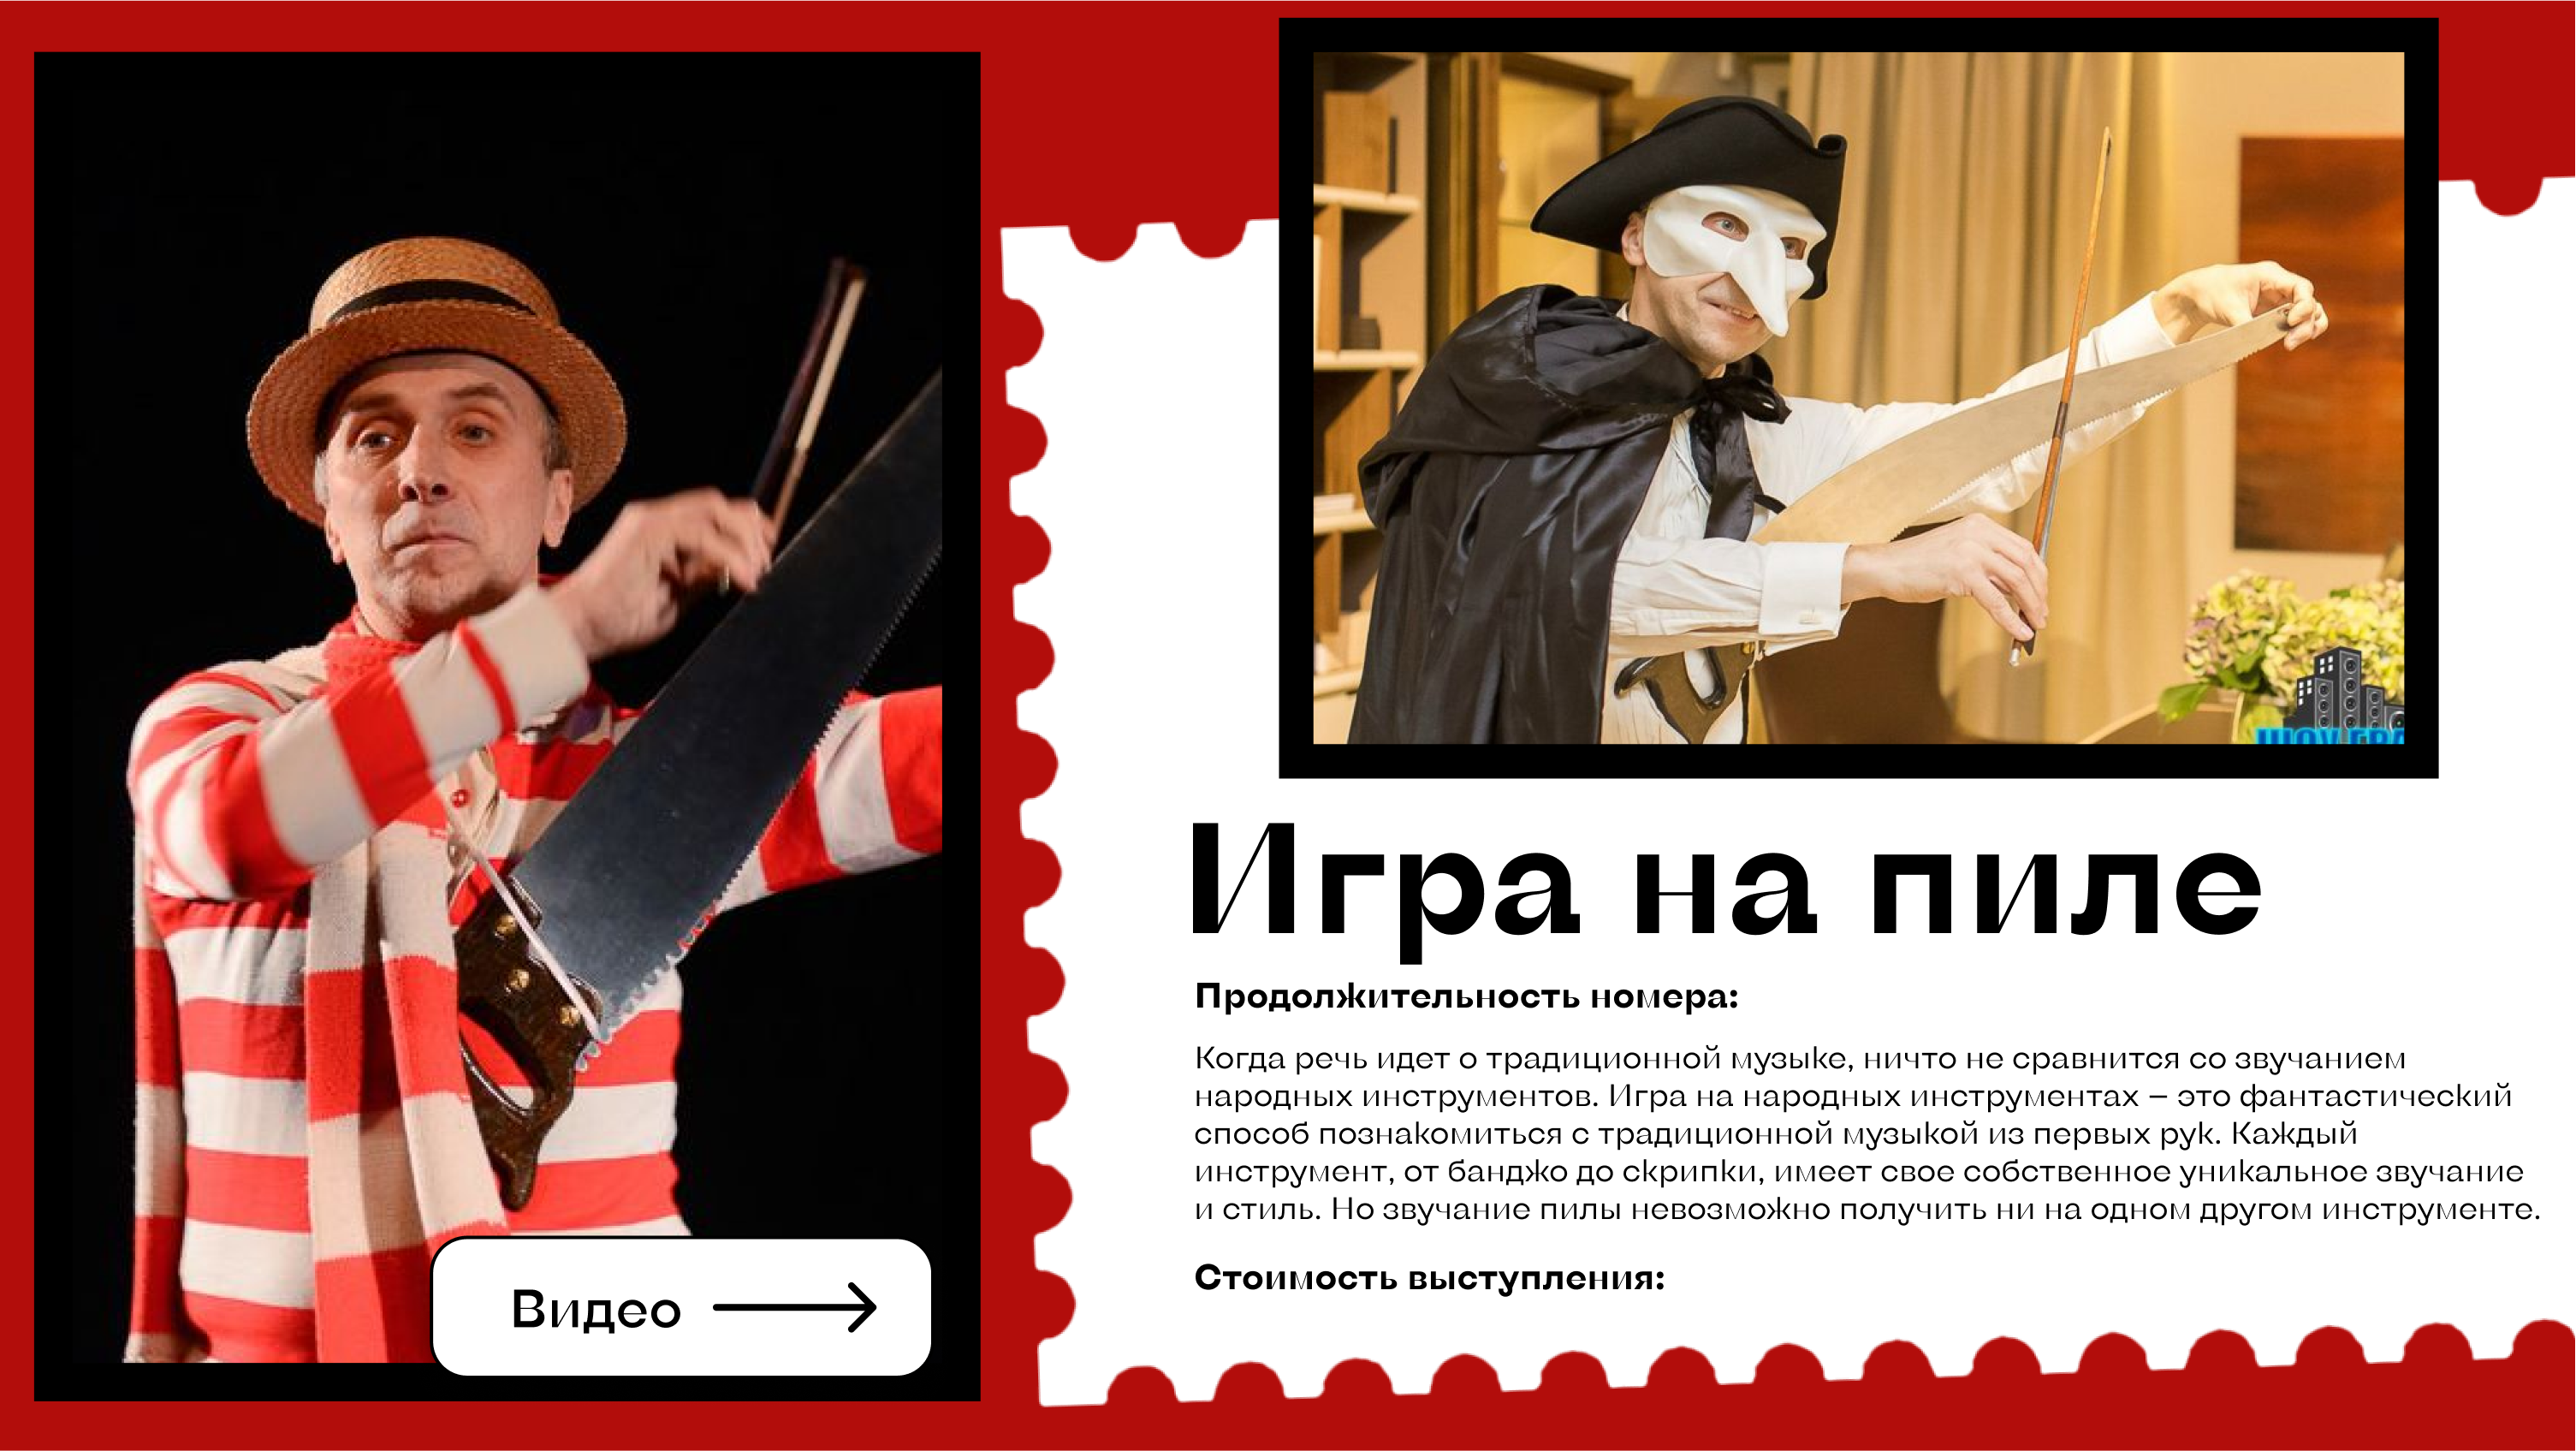 Игра на пиле
Продолжительность номера:
Когда речь идет о традиционной музыке, ничто не сравнится со звучанием
народных инструментов. Игра на народных инструментах – это фантастический
способ познакомиться с традиционной музыкой из первых рук. Каждый
инструмент, от банджо до скрипки, имеет свое собственное уникальное звучание
и стиль. Но звучание пилы невозможно получить ни на одном другом инструменте.
Стоимость выступления:
Видео